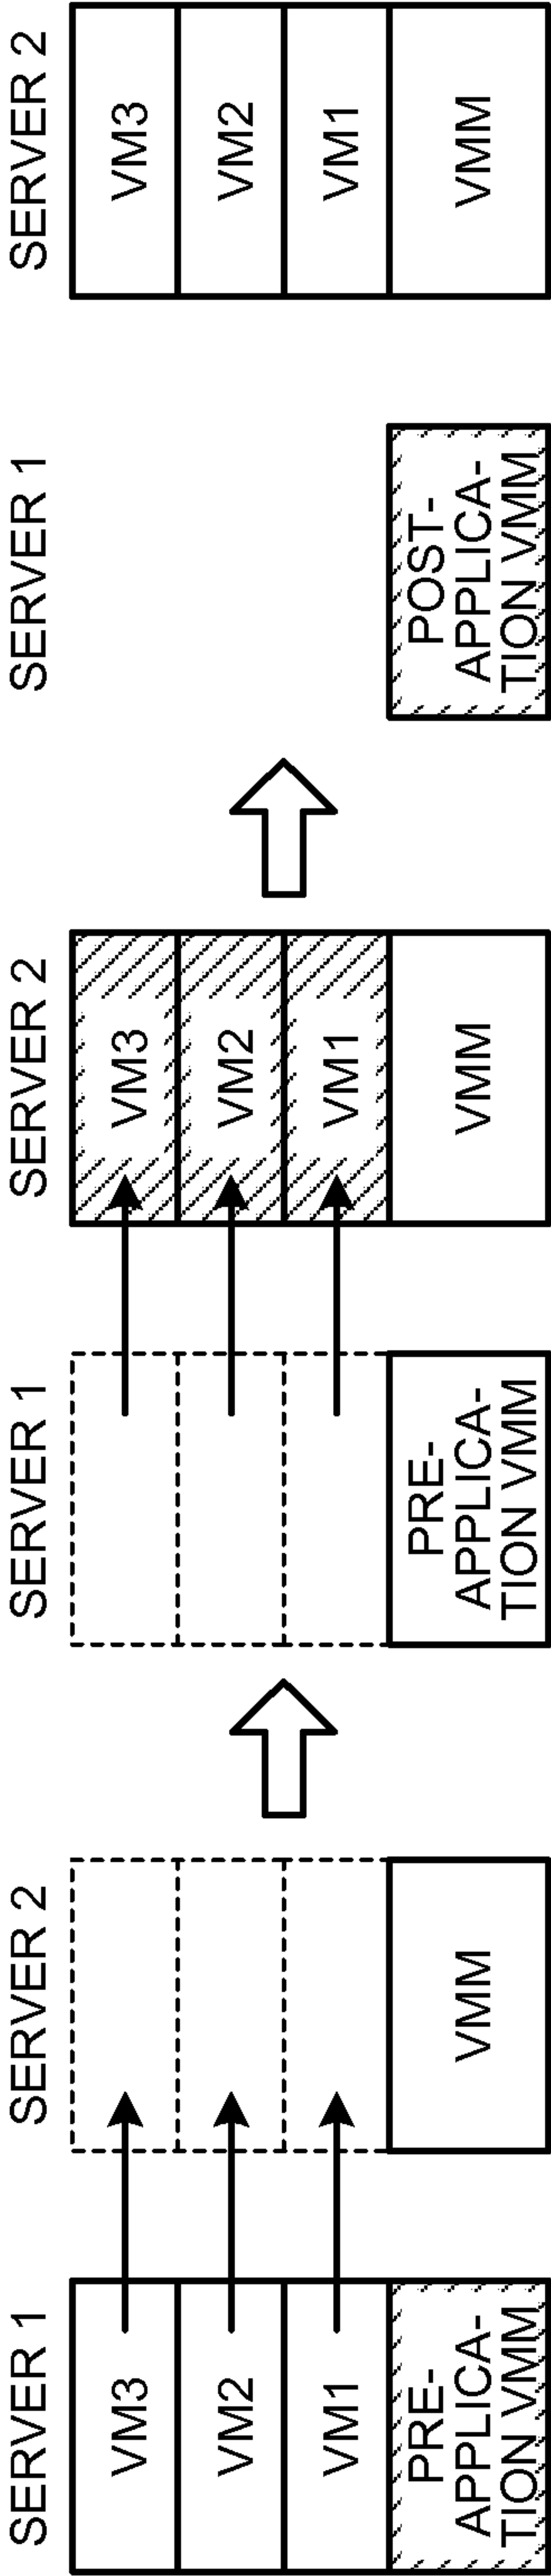 SERVER 1
VM3
VM2
VM1
PRE-
APPLICA-
TION VMM
SERVER 2
VMM
SERVER 1
PRE-
APPLICA-
TION VMM
SERVER 2
VM3
VM2
VM1
VMM
SERVER 1
POST-
APPLICA-
TION VMM
SERVER 2
VM3
VM2
VM1
VMM